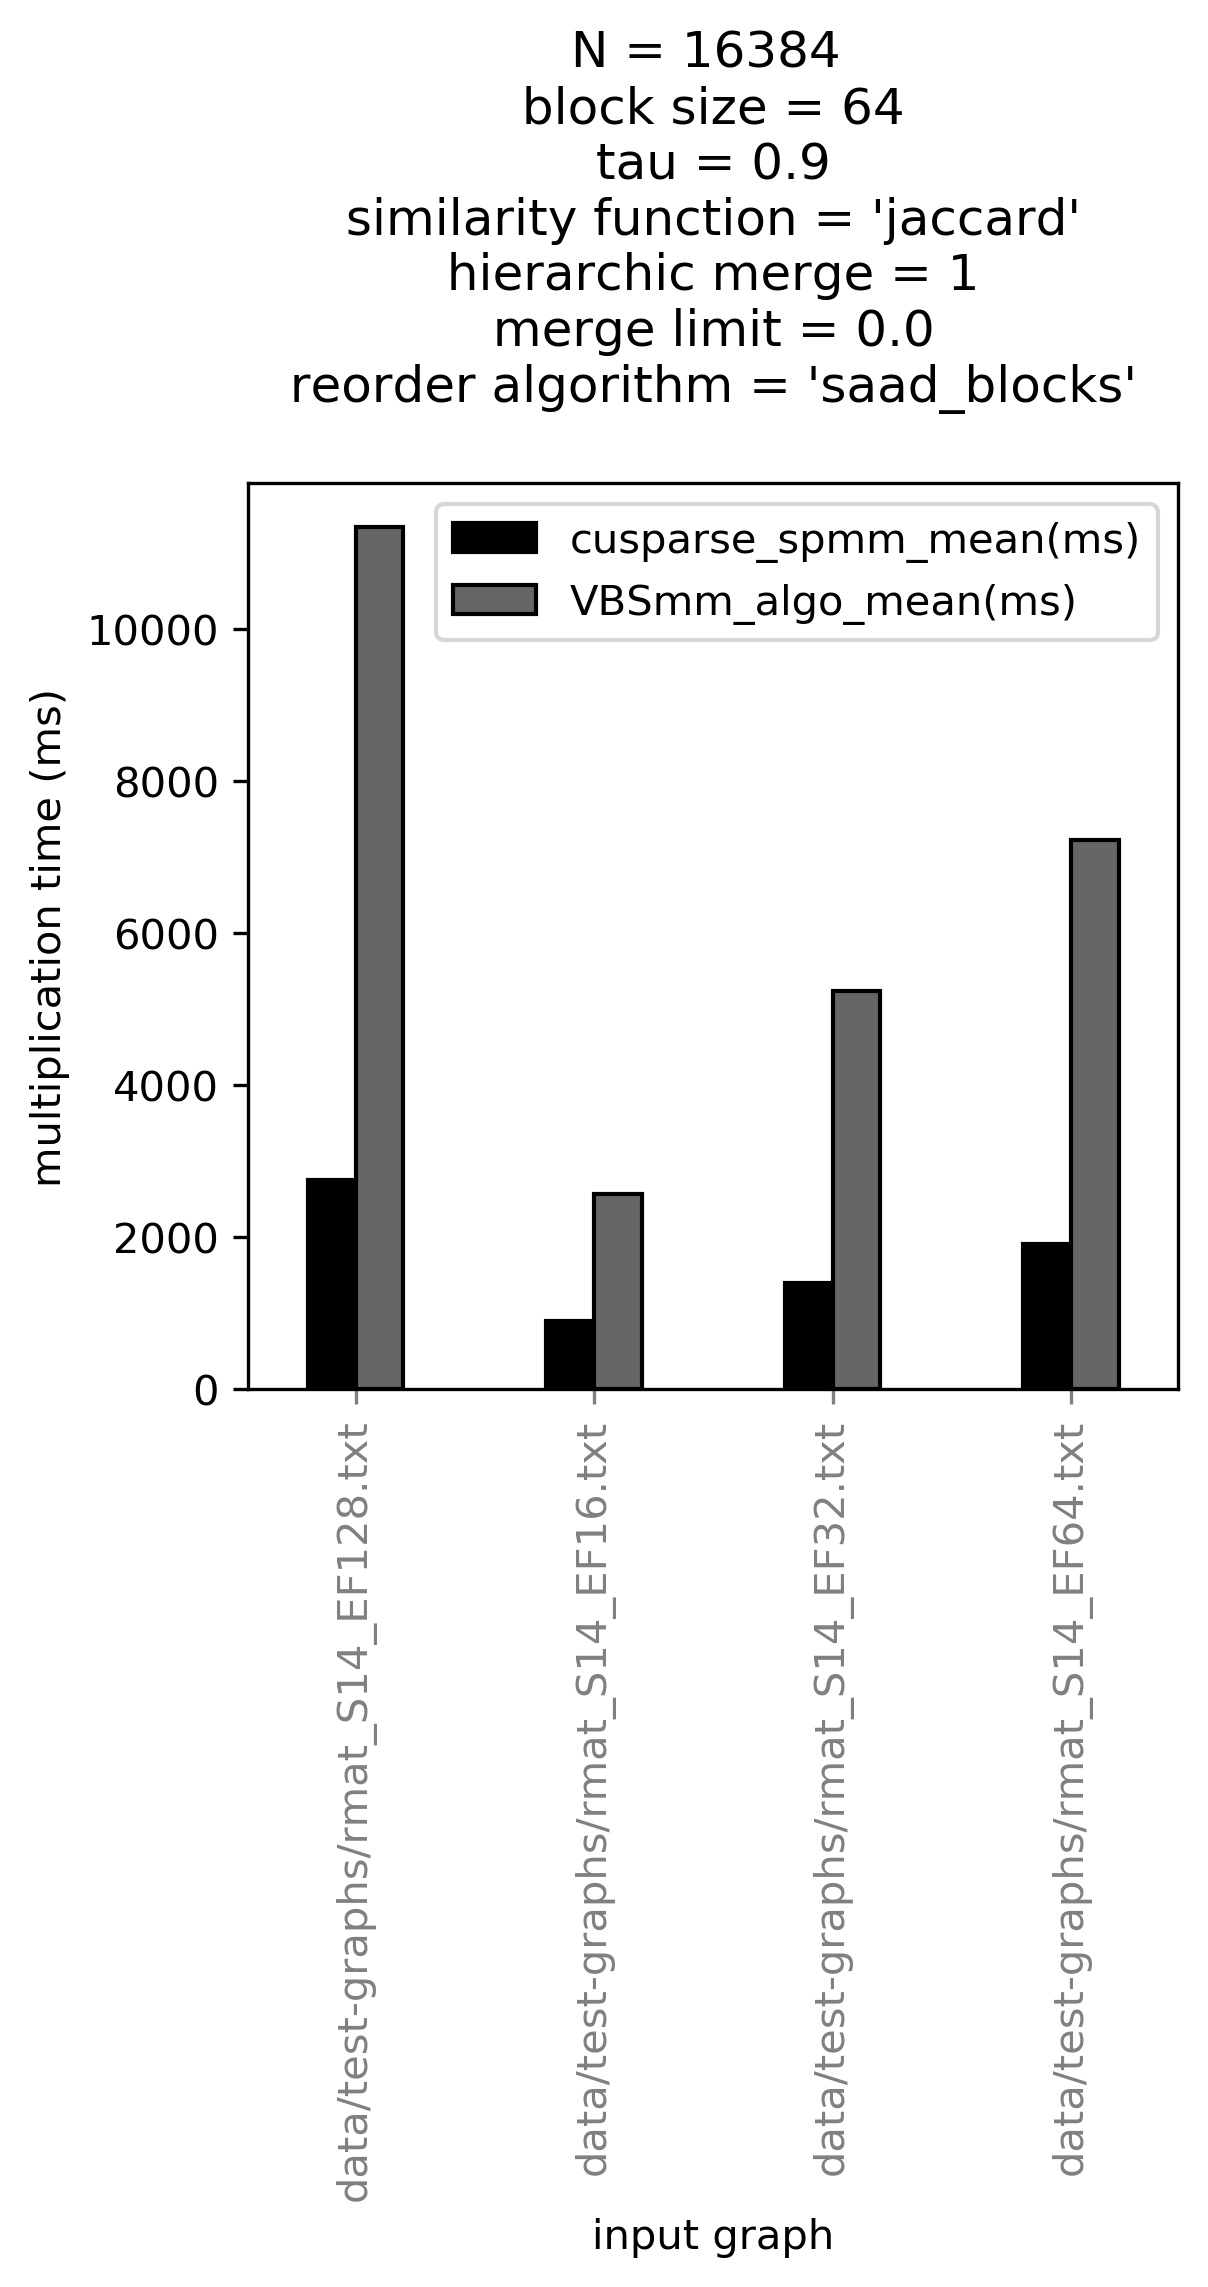 N = 16384
block size = 64
tau = 0.9
similarity function = 'jaccard'
hierarchic merge = 1
merge limit = 0.0
reorder algorithm = 'saad_blocks'
cusparse_spmm_mean(ms)
VBSmm_algo_mean(ms)
multiplication time (ms)
10000
8000
6000
4000
2000
0
data/test-graphs/rmat_S14_EF128.txt
data/test-graphs/rmat_S14_EF16.txt
data/test-graphs/rmat_S14_EF32.txt
data/test-graphs/rmat_S14_EF64.txt
input graph